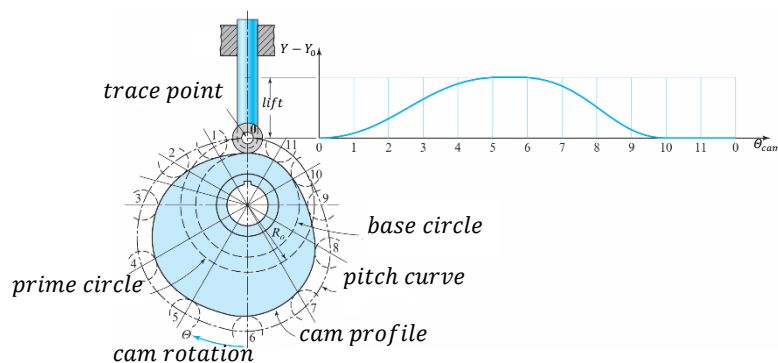 Y − Y₀
trace point
lift
0
0 1 2 3 4 5 6 7 8 9 10 11 0
θcam
1
11
2
10
3
9
Rₒ
base circle
8
4
pitch curve
prime circle
7
5
6
cam profile
Θ
cam rotation